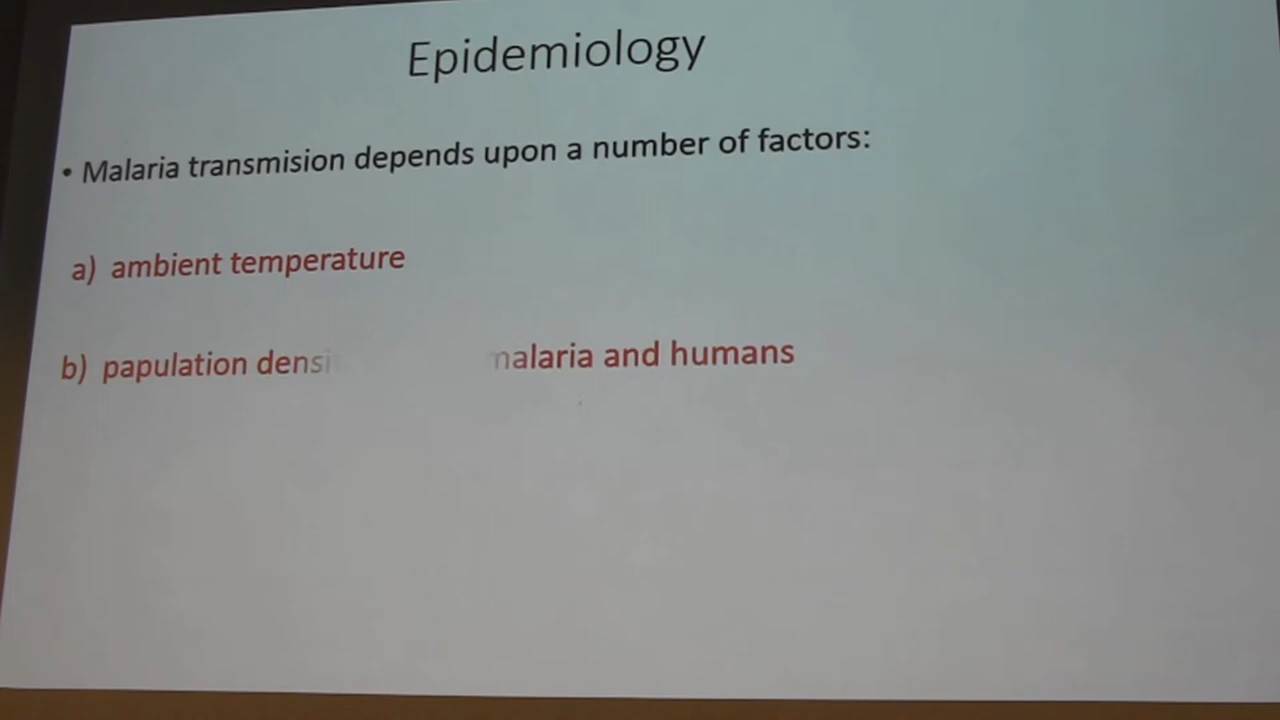 Epidemiology
• Malaria transmision depends upon a number of factors:
a) ambient temperature
b) papulation densi malaria and humans